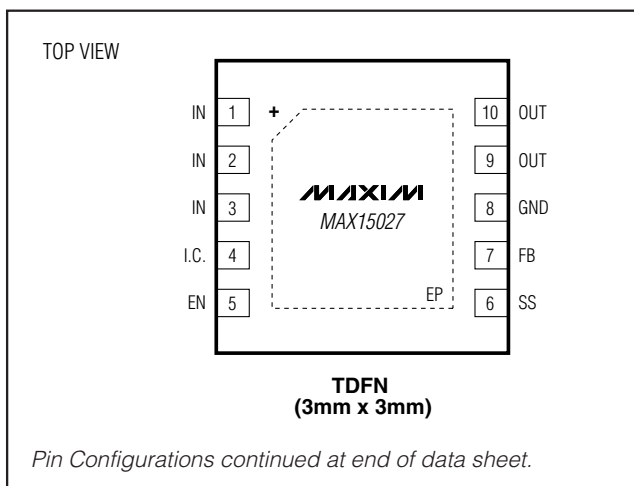 TOP VIEW
IN 1 + 10 OUT
IN 2 9 OUT
MAXIM
IN 3 8 GND
MAX15027
I.C. 4 7 FB
EN 5 EP 6 SS
TDFN
(3mm x 3mm)
Pin Configurations continued at end of data sheet.